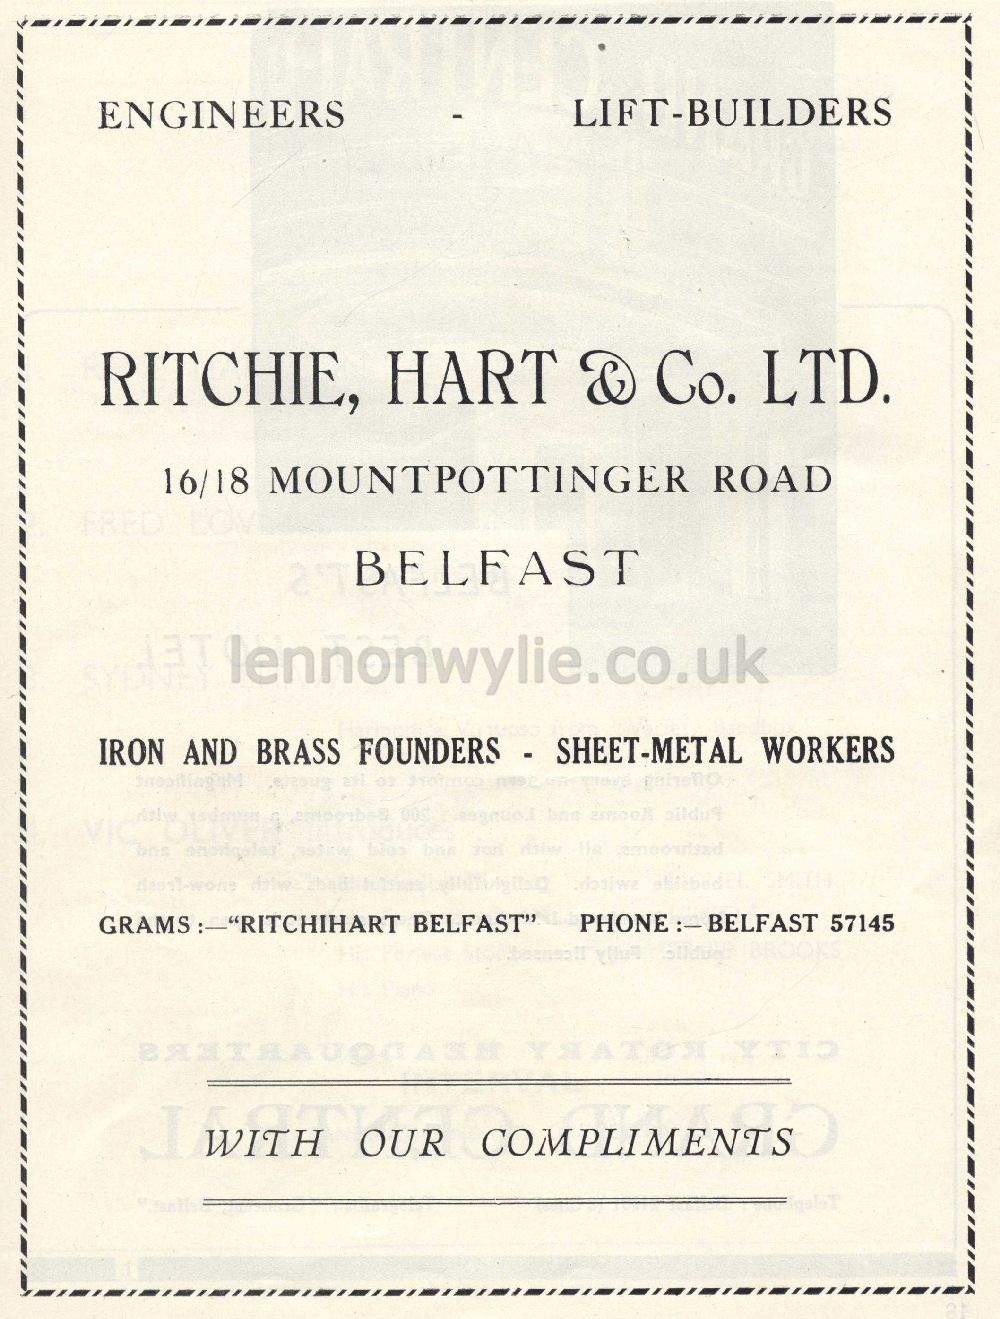 ENGINEERS - LIFT-BUILDERS
RITCHIE, HART & Co. LTD.
16/18 MOUNTPOTTINGER ROAD
BELFAST
lennonwylie.co.uk
IRON AND BRASS FOUNDERS - SHEET-METAL WORKERS
GRAMS :—"RITCHIHART BELFAST" PHONE :— BELFAST 57145
WITH OUR COMPLIMENTS